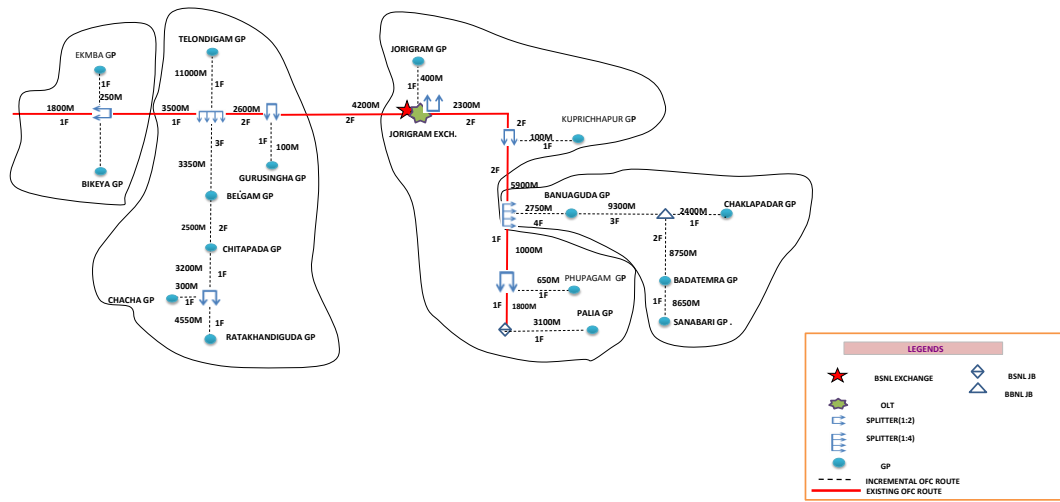 EKMBA GP
1F
250M
1800M
1F
BIKEYA GP
TELONDIGAM GP
11000M
1F
3500M
1F
2600M
2F
3F
1F
100M
3350M
GURUSINGHA GP
BELGAM GP
2500M
2F
CHITAPADA GP
3200M
1F
300M
CHACHA GP
1F
4550M
1F
RATAKHANDIGUDA GP
4200M
2F
JORIGRAM GP
400M
1F
2300M
2F
JORIGRAM EXCH.
2F
KUPRICHHAPUR GP
100M
1F
2F
5900M
BANUAGUDA GP
2750M
4F
9300M
3F
2400M
1F
CHAKLAPADAR GP
1F
1000M
2F
8750M
BADATEMRA GP
1F
8650M
SANABARI GP .
PHUPAGAM GP
650M
1F
1F
1800M
PALIA GP
3100M
1F
LEGENDS
BSNL EXCHANGE
BSNL JB
BBNL JB
OLT
SPLITTER(1:2)
SPLITTER(1:4)
GP
INCREMENTAL OFC ROUTE
EXISTING OFC ROUTE